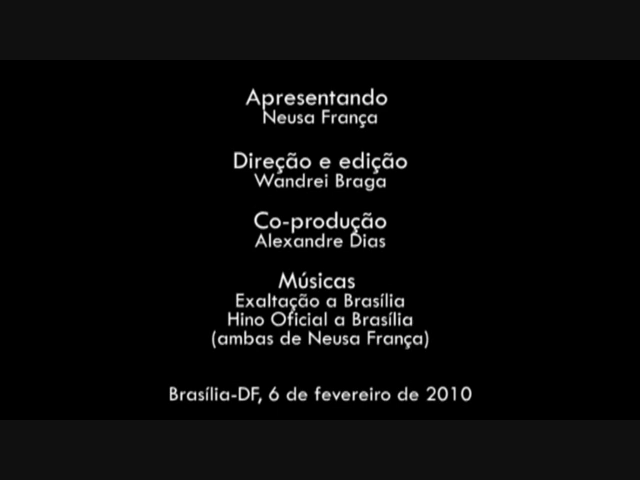 Apresentando
Neusa França
Direção e edição
Wandrei Braga
Co-produção
Alexandre Dias
Músicas
Exaltação a Brasília
Hino Oficial a Brasília
(ambas de Neusa França)
Brasília-DF, 6 de fevereiro de 2010